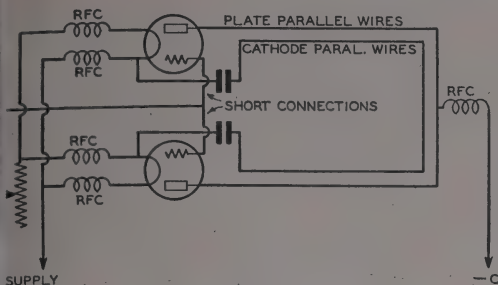 RFC
PLATE PARALLEL WIRES
CATHODE PARAL. WIRES
RFC
RFC
SHORT CONNECTIONS
RFC
RFC
SUPPLY
– C